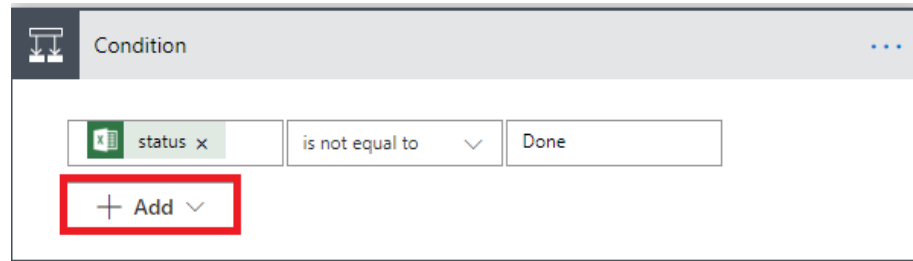 Condition
status x is not equal to Done
+ Add